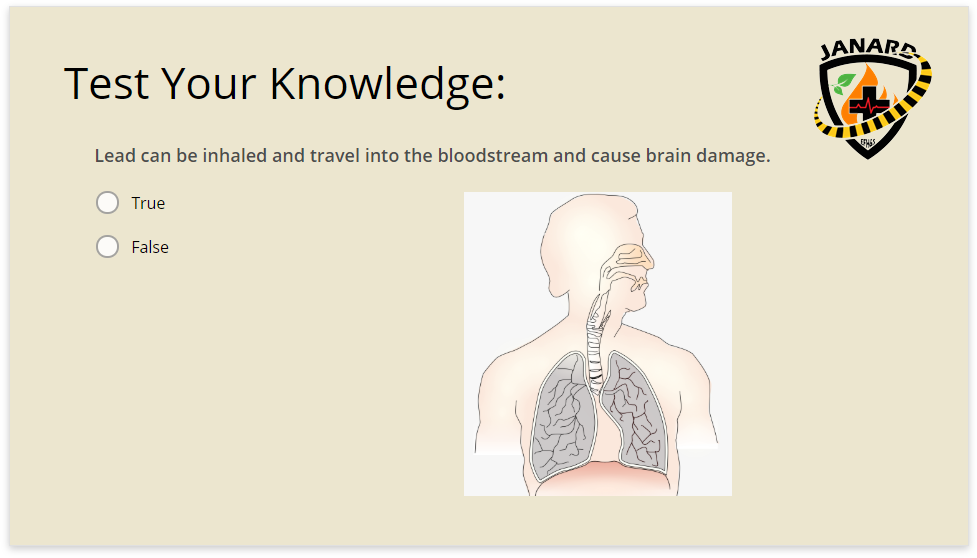 JANARD
Test Your Knowledge:
Lead can be inhaled and travel into the bloodstream and cause brain damage.
True
False